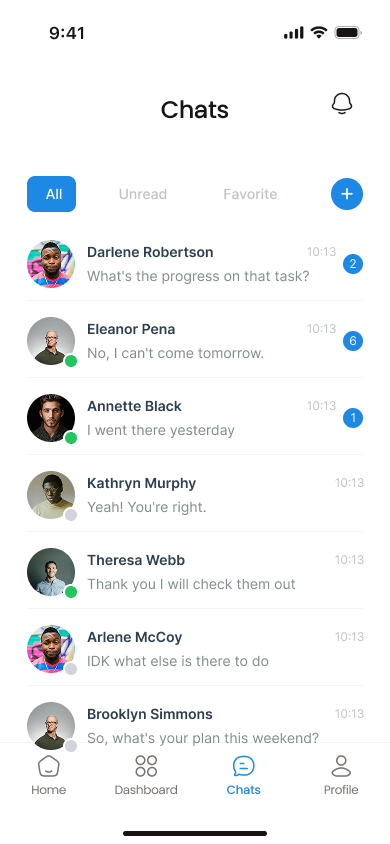 9:41
Chats
All
Unread
Favorite
Darlene Robertson
10:13
What's the progress on that task?
2
Eleanor Pena
10:13
No, I can't come tomorrow.
6
Annette Black
10:13
I went there yesterday
1
Kathryn Murphy
10:13
Yeah! You're right.
Theresa Webb
10:13
Thank you I will check them out
Arlene McCoy
10:13
IDK what else is there to do
Brooklyn Simmons
10:13
So, what's your plan this weekend?
Home
Dashboard
Chats
Profile